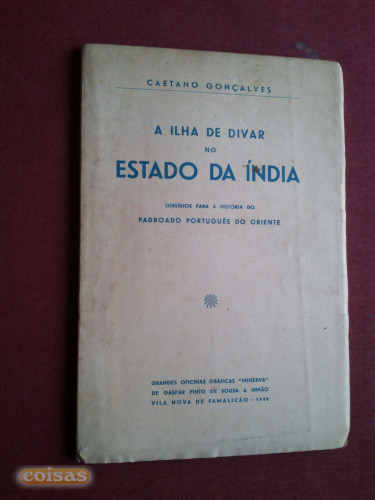 CAETANO GONÇALVES
A ILHA DE DIVAR
NO
ESTADO DA ÍNDIA
SUBSÍDIOS PARA A HISTÓRIA DO
PADROADO PORTUGUÊS DO ORIENTE
GRANDES OFICINAS GRÁFICAS "MINERVA"
DE GASPAR PINTO DE SOUSA & IRMÃO
VILA NOVA DE FAMALICÃO —
coisas